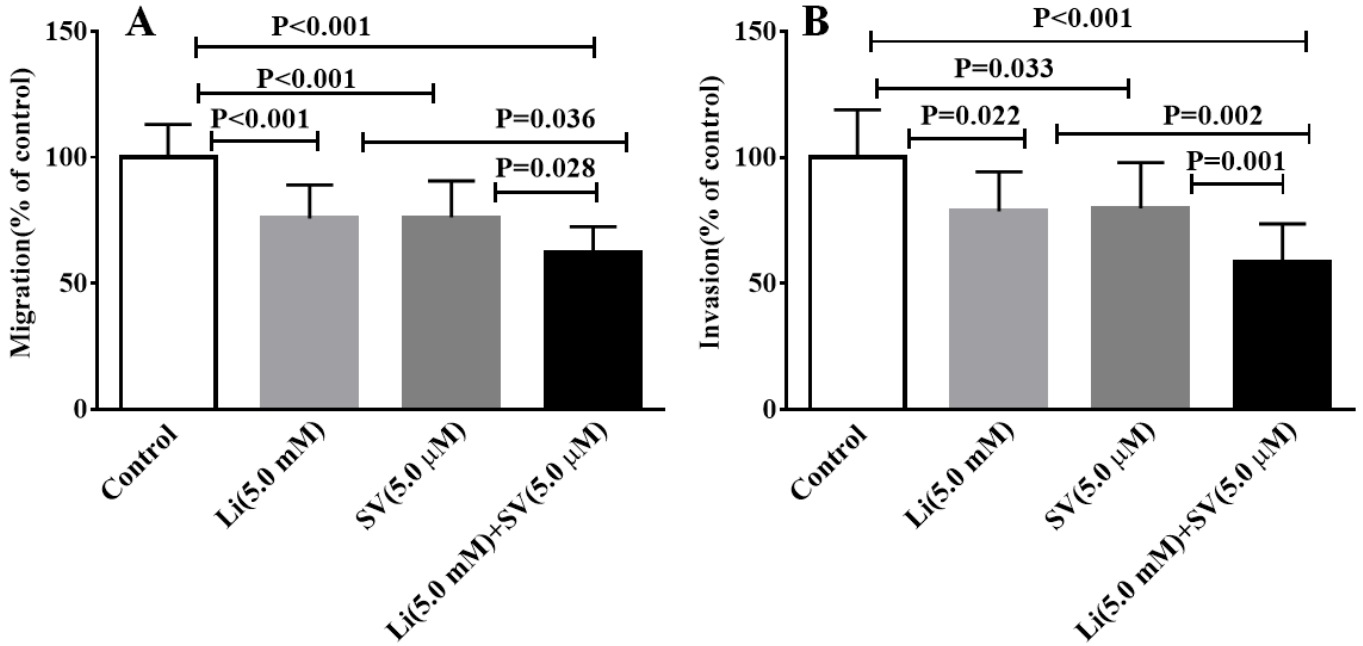 A
Migration(% of control)
150
100
50
0
P<0.001
P<0.001
P<0.001
P=0.036
P=0.028
Control
Li(5.0 mM)
SV(5.0 μM)
Li(5.0 mM)+SV(5.0 μM)
B
Invasion(% of control)
150
100
50
0
P<0.001
P=0.033
P=0.022
P=0.002
P=0.001
Control
Li(5.0 mM)
SV(5.0 μM)
Li(5.0 mM)+SV(5.0 μM)